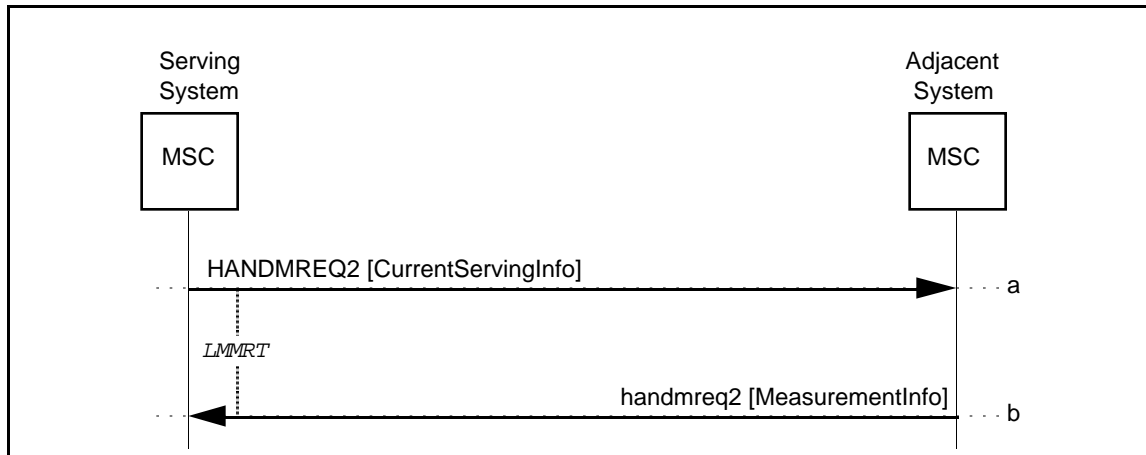 Serving
System
Adjacent
System
MSC
MSC
HANDMREQ2 [CurrentServingInfo]
a
LMMRT
handmreq2 [MeasurementInfo]
b